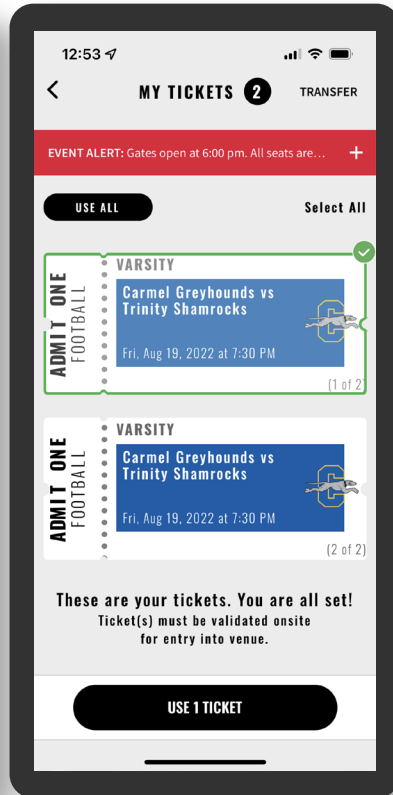 12:53
MY TICKETS 2
TRANSFER
EVENT ALERT: Gates open at 6:00 pm. All seats are...
USE ALL
Select All
ADMIT ONE
FOOTBALL
VARSITY
Carmel Greyhounds vs
Trinity Shamrocks
Fri, Aug 19, 2022 at 7:30 PM
C
(1 of 2)
ADMIT ONE
FOOTBALL
VARSITY
Carmel Greyhounds vs
Trinity Shamrocks
Fri, Aug 19, 2022 at 7:30 PM
C
(2 of 2)
These are your tickets. You are all set!
Ticket(s) must be validated onsite
for entry into venue.
USE 1 TICKET